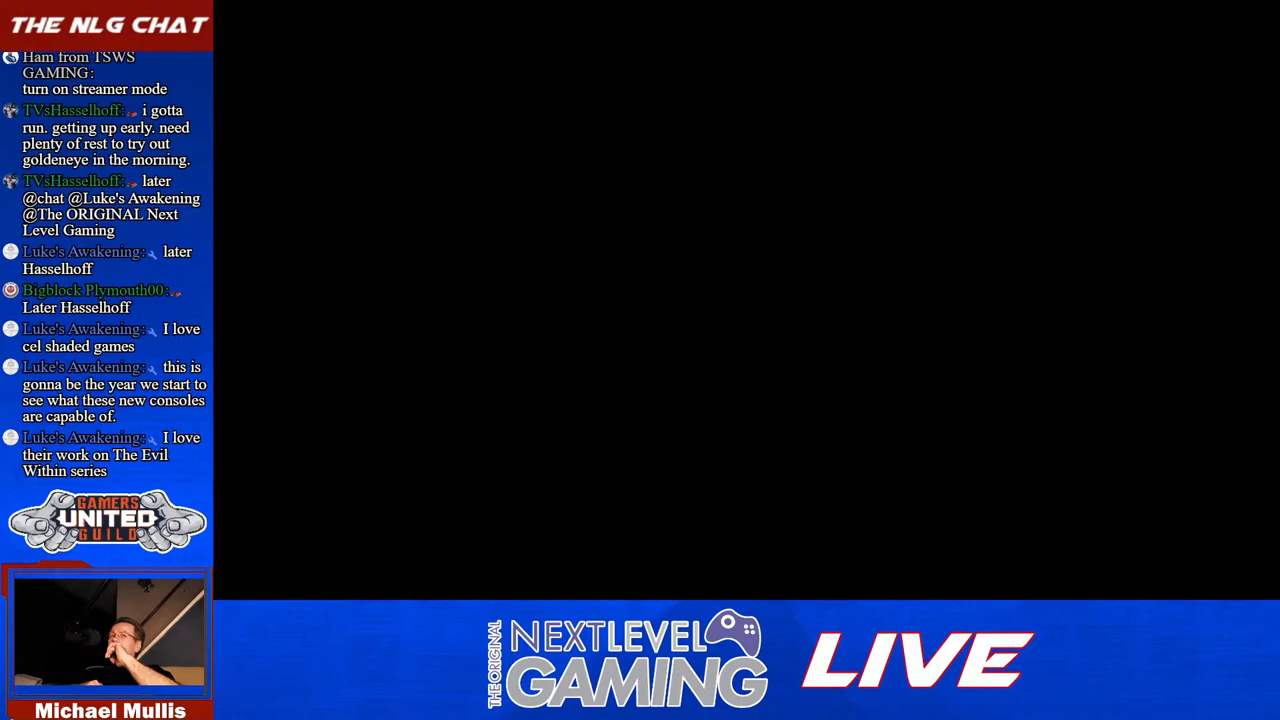 THE NLG CHAT
Ham from TSWS
GAMING:
turn on streamer mode
TVsHasselhoff: i gotta
run. getting up early. need
plenty of rest to try out
goldeneye in the morning.
TVsHasselhoff: later
@chat @Luke's Awakening
@The ORIGINAL Next
Level Gaming
Luke's Awakening: later
Hasselhoff
Bigblock Plymouth00:
Later Hasselhoff
Luke's Awakening: I love
cel shaded games
Luke's Awakening: this is
gonna be the year we start to
see what these new consoles
are capable of.
Luke's Awakening: I love
their work on The Evil
Within series
GAMERS
UNITED
GUILD
Michael Mullis
THE ORIGINAL
NEXT LEVEL
GAMING
LIVE